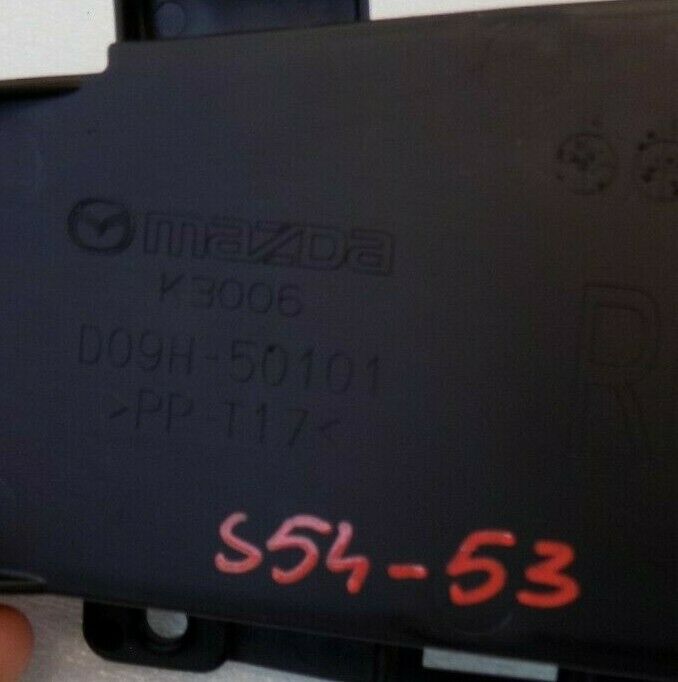 mazda
K3006
D09H-50101
>PP-T17<
D
R
S54-53